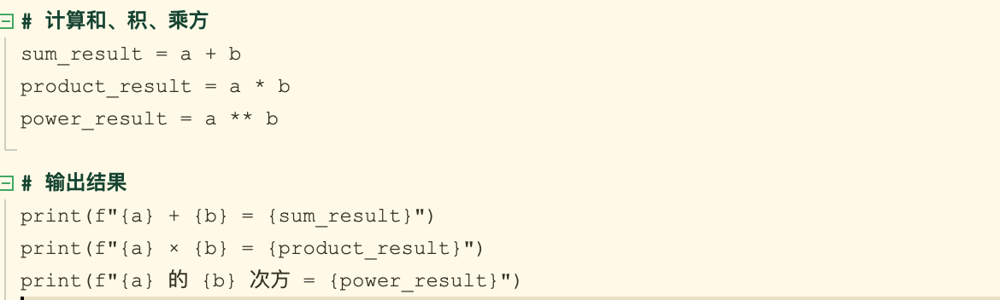 # 计算和、积、乘方
sum_result = a + b
product_result = a * b
power_result = a ** b
# 输出结果
print(f"{a} + {b} = {sum_result}")
print(f"{a} × {b} = {product_result}")
print(f"{a} 的 {b} 次方 = {power_result}")